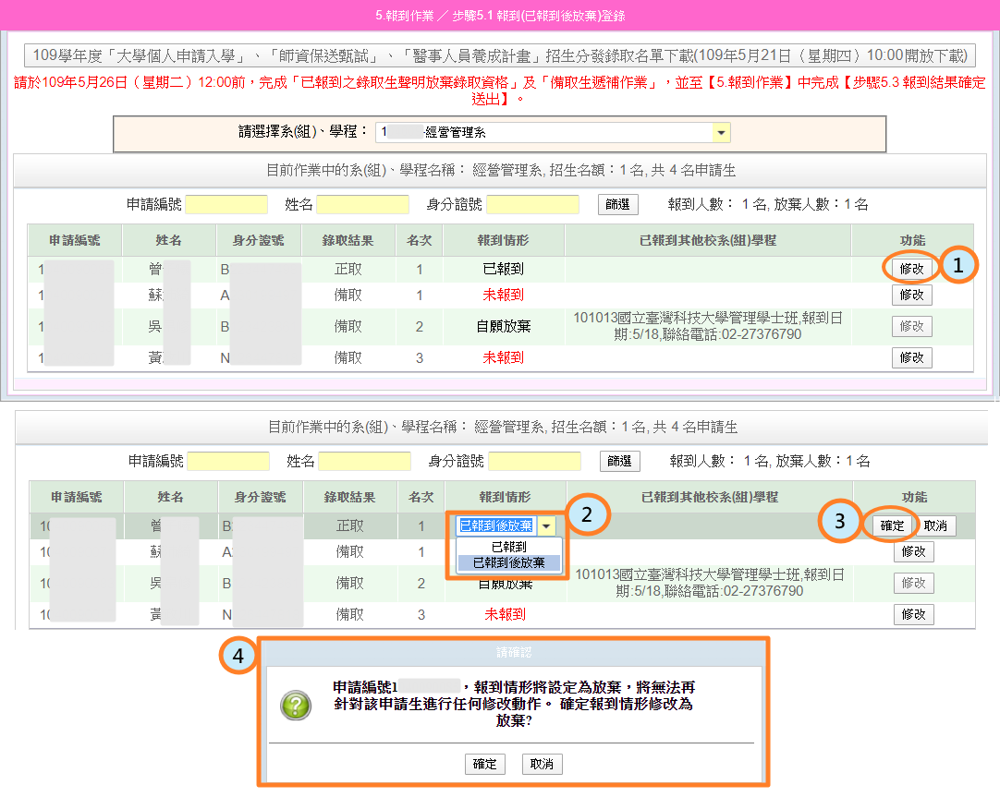 5.報到作業 ／ 步驟5.1 報到(已報到後放棄)登錄
109學年度「大學個人申請入學」、「師資保送甄試」、「醫事人員養成計畫」招生分發錄取名單下載(109年5月21日（星期四）10:00開放下載)
請於109年5月26日（星期二）12:00前，完成「已報到之錄取生聲明放棄錄取資格」及「備取生遞補作業」，並至【5.報到作業】中完成【步驟5.3 報到結果確定
送出】。
請選擇系(組)、學程： 1 -經營管理系
目前作業中的系(組)、學程名稱： 經營管理系, 招生名額：1 名, 共 4 名申請生
申請編號 姓名 身分證號 篩選 報到人數： 1 名, 放棄人數：1 名
申請編號 姓名 身分證號 錄取結果 名次 報到情形 已報到其他校系(組)學程 功能
1 曾 B 正取 1 已報到 修改 1
1 蘇 A 備取 1 未報到 修改
1 吳 B 備取 2 自願放棄 101013國立臺灣科技大學管理學士班,報到日 修改
期:5/18,聯絡電話:02-27376790
1 黃 N 備取 3 未報到 修改
目前作業中的系(組)、學程名稱： 經營管理系, 招生名額：1 名, 共 4 名申請生
申請編號 姓名 身分證號 篩選 報到人數： 1 名, 放棄人數：1 名
申請編號 姓名 身分證號 錄取結果 名次 報到情形 已報到其他校系(組)學程 功能
10 曾 B 正取 1 已報到後放棄 2 3 確定 取消
已報到
10 蘇 A 備取 1 修改
已報到後放棄
10 吳 B 備取 2 自願放棄 101013國立臺灣科技大學管理學士班,報到日 修改
期:5/18,聯絡電話:02-27376790
10 黃 N 備取 3 未報到 修改
4 請確認
申請編號1 ，報到情形將設定為放棄，將無法再
針對該申請生進行任何修改動作。 確定報到情形修改為
放棄?
確定 取消